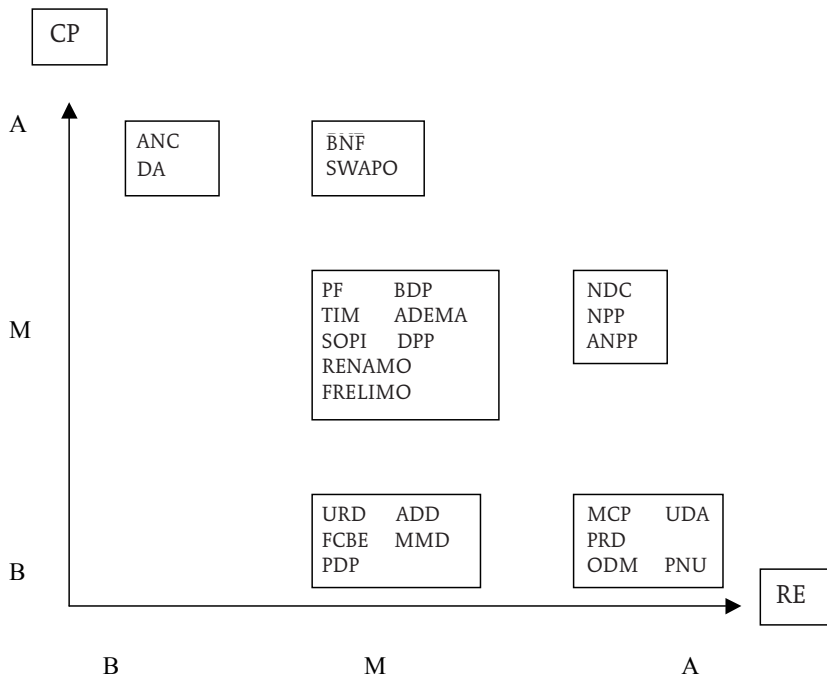 CP
A
ANC
DA
BNF
SWAPO
M
PF BDP
TIM ADEMA
SOPI DPP
RENAMO
FRELIMO
NDC
NPP
ANPP
B
URD ADD
FCBE MMD
PDP
MCP UDA
PRD
ODM PNU
RE
B M A